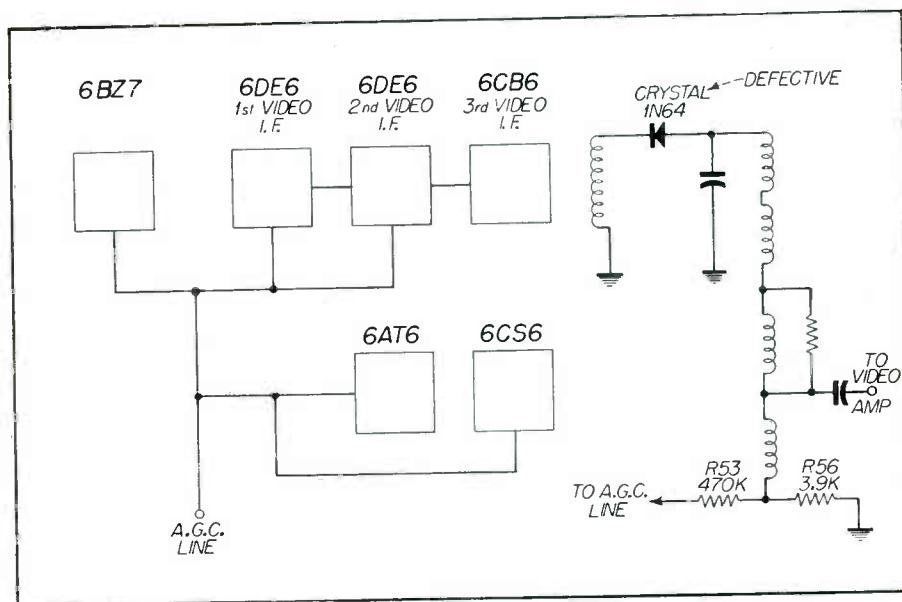 6BZ7
6DE6
1st VIDEO
I.F.
6DE6
2nd VIDEO
I.F.
6CB6
3rd VIDEO
I.F.
CRYSTAL
1N64
DEFECTIVE
6AT6
6CS6
A.G.C.
LINE
TO
VIDEO
AMP
R53
470K
R56
3.9K
TO A.G.C.
LINE